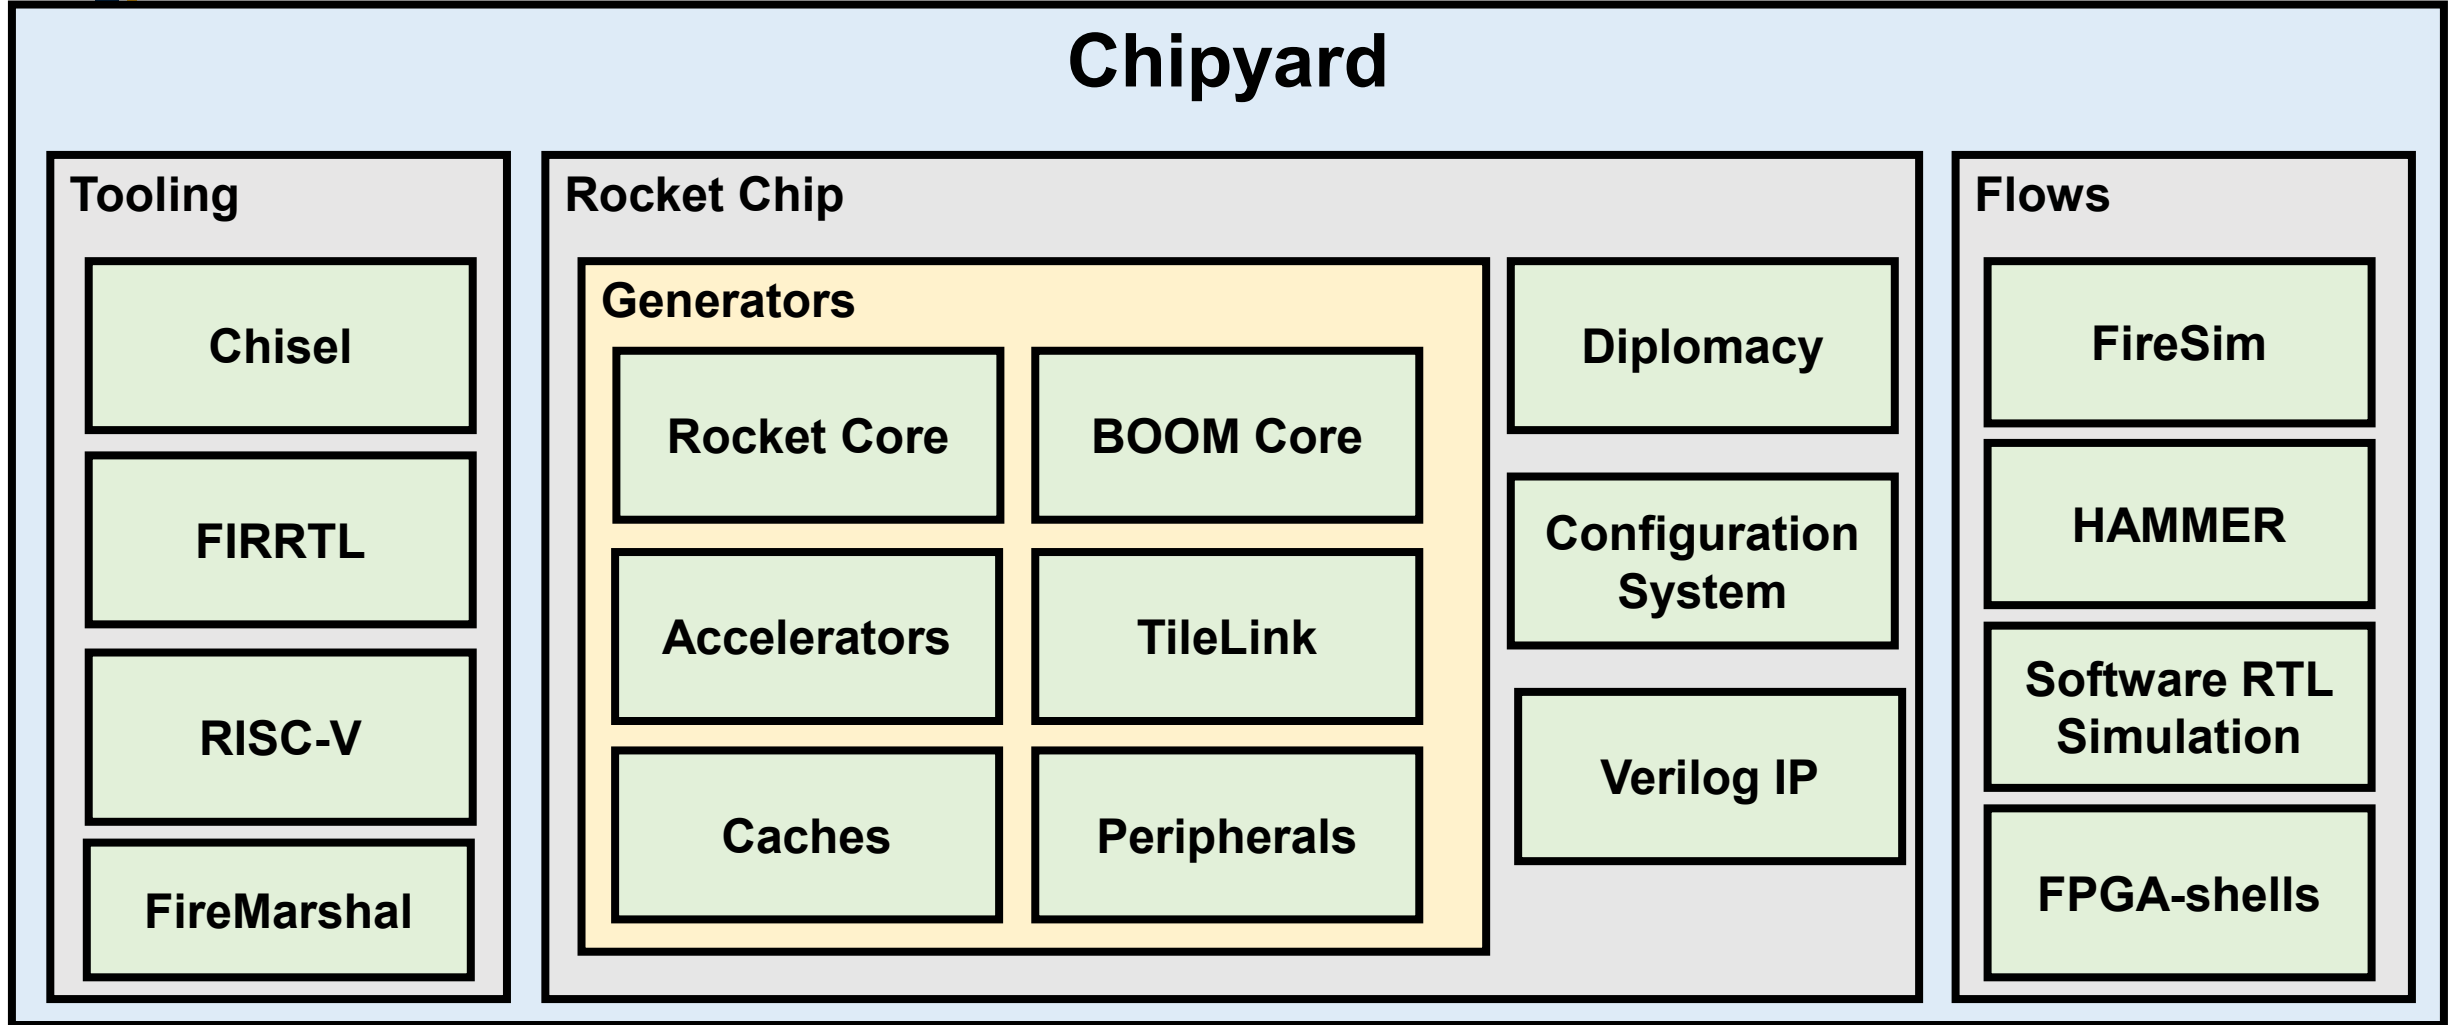 Chipyard
Tooling
Chisel
FIRRTL
RISC-V
FireMarshal
Rocket Chip
Generators
Rocket Core
BOOM Core
Accelerators
TileLink
Caches
Peripherals
Diplomacy
Configuration
System
Verilog IP
Flows
FireSim
HAMMER
Software RTL
Simulation
FPGA-shells